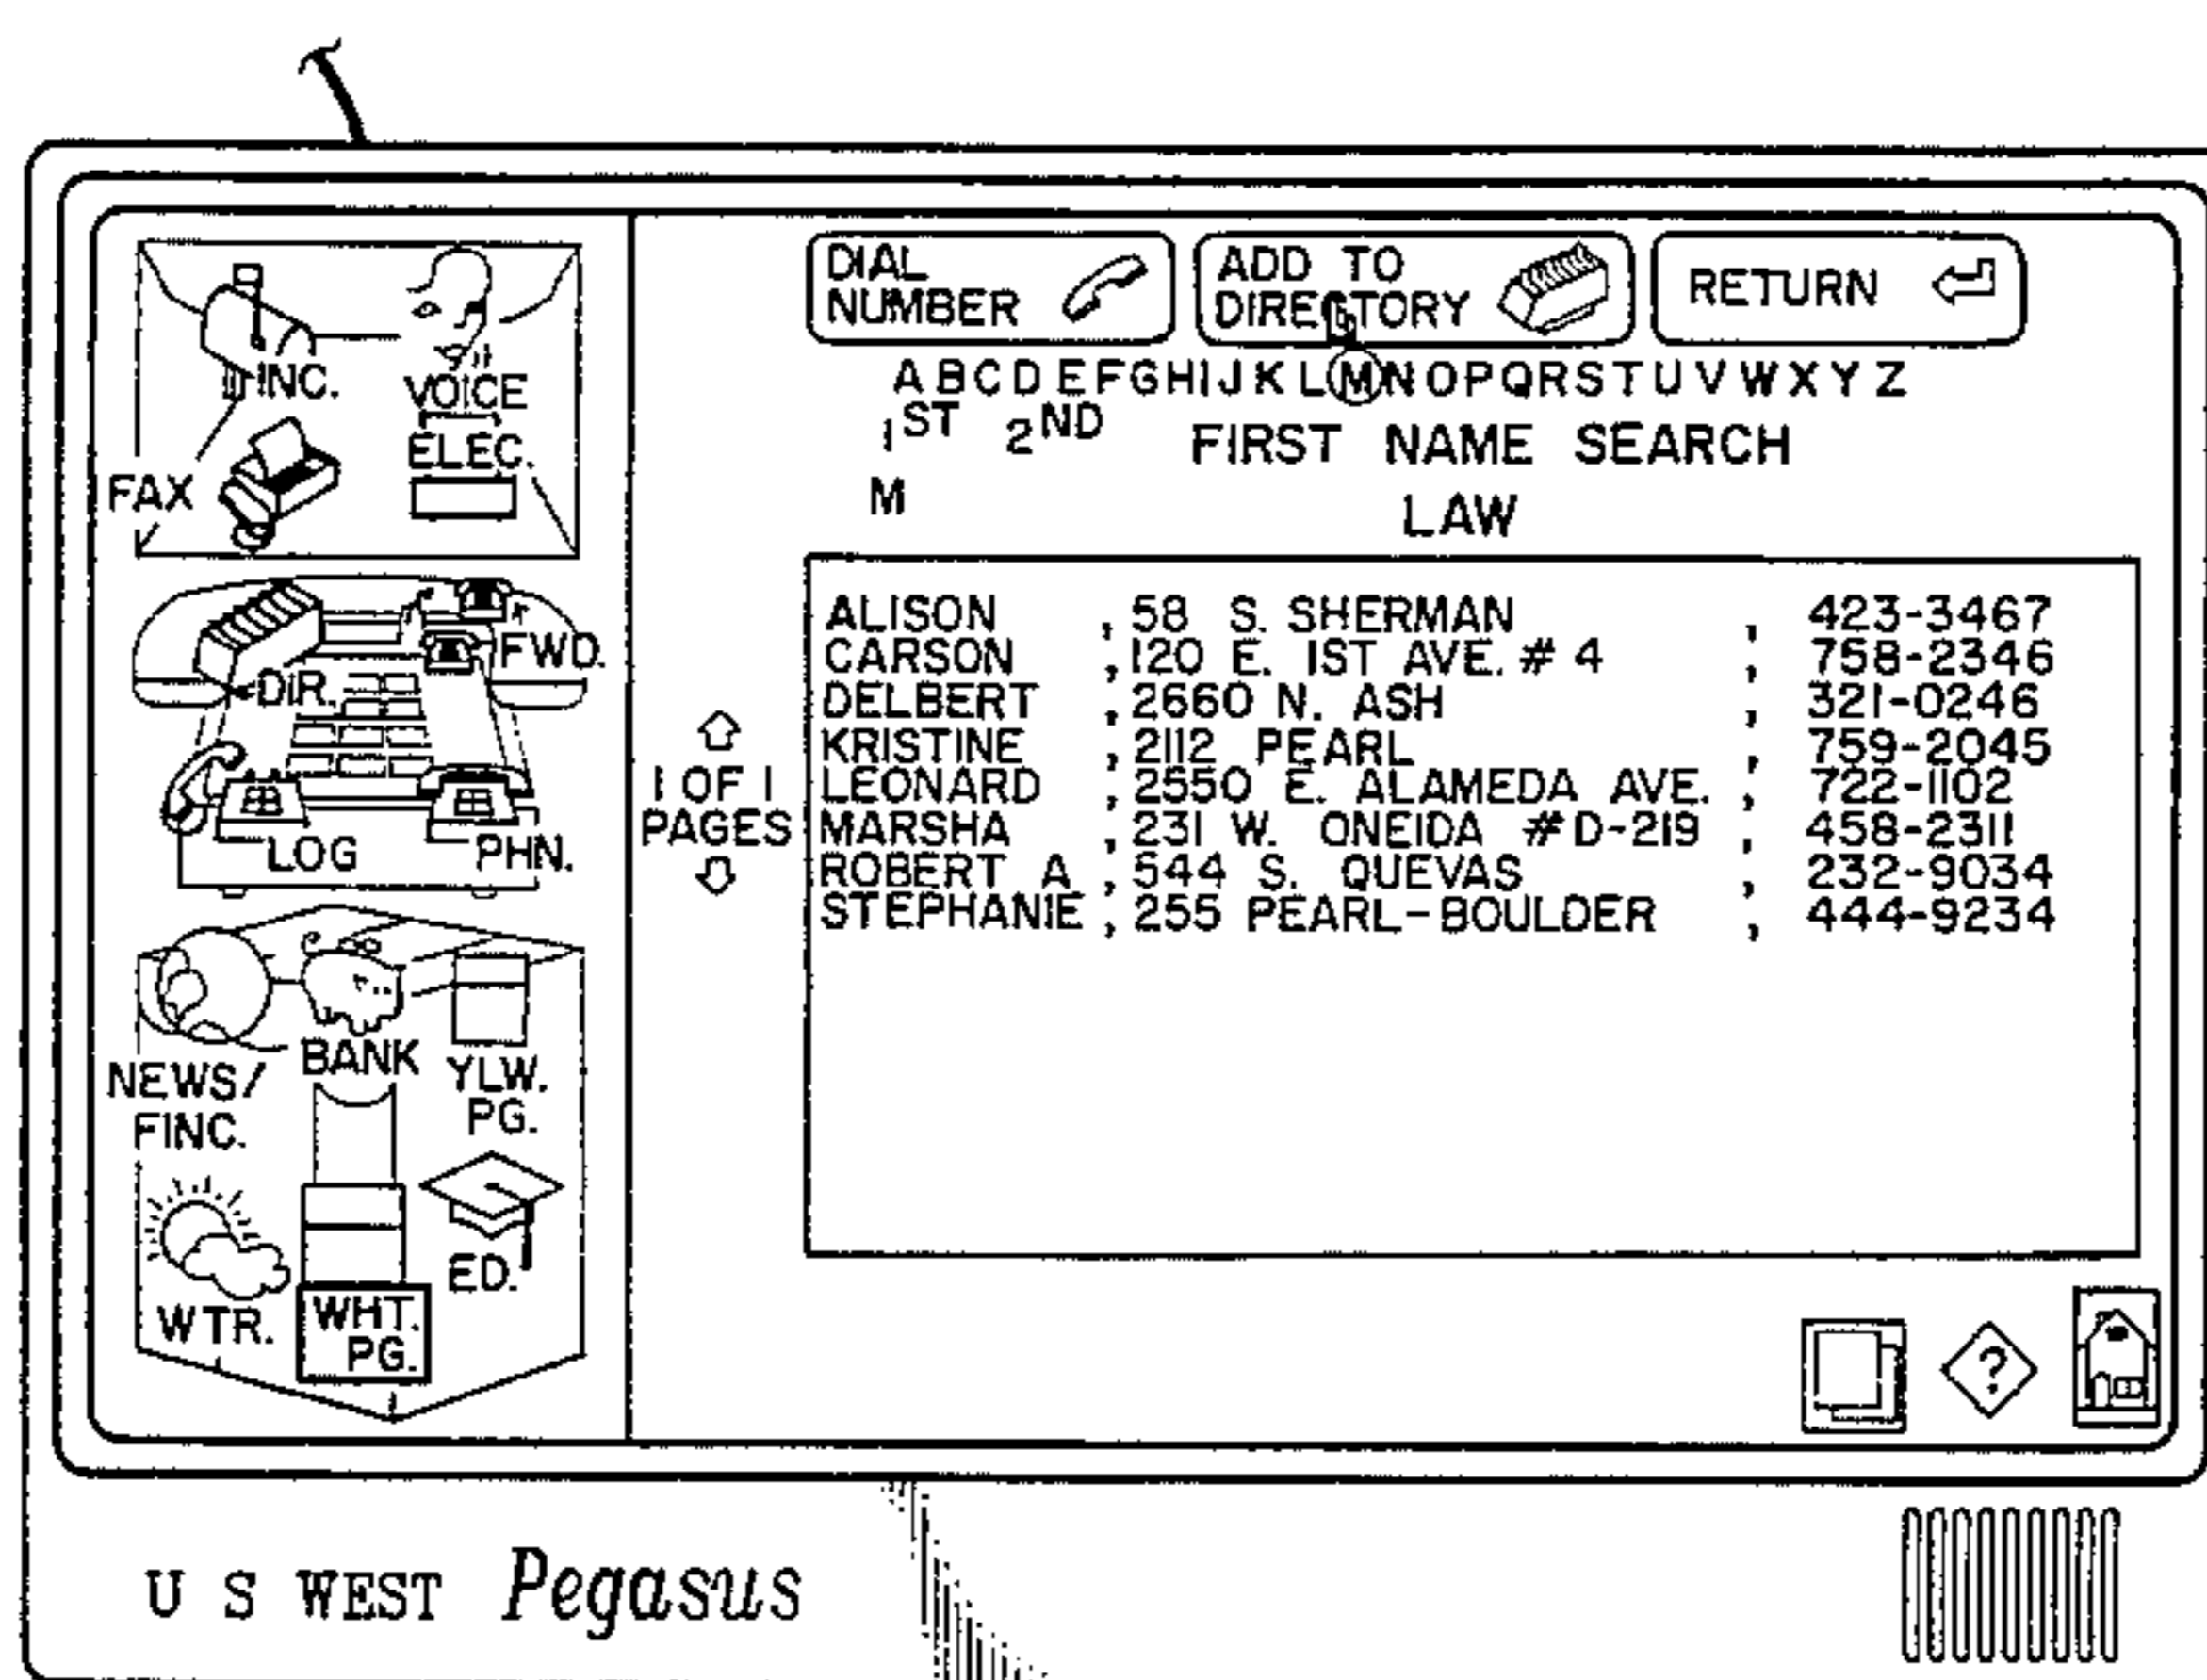 INC.
VOICE
ELEC.
FAX
FWD.
DIR.
LOG PHN.
NEWS/
FINC.
BANK
YLW.
PG.
WTR.
WHT.
PG.
ED.
DIAL
NUMBER
ADD TO
DIRECTORY
RETURN
A B C D E F G H I J K L M N O P Q R S T U V W X Y Z
1ST 2ND FIRST NAME SEARCH
M LAW
1 OF 1
PAGES
ALISON , 58 S. SHERMAN , 423-3467
CARSON , 120 E. 1ST AVE. # 4 , 758-2346
DELBERT , 2660 N. ASH , 321-0246
KRISTINE , 2112 PEARL , 759-2045
LEONARD , 2550 E. ALAMEDA AVE. , 722-1102
MARSHA , 231 W. ONEIDA #D-219 , 458-2311
ROBERT A , 544 S. QUEVAS , 232-9034
STEPHANIE , 255 PEARL-BOULDER , 444-9234
?
U S WEST Pegasus